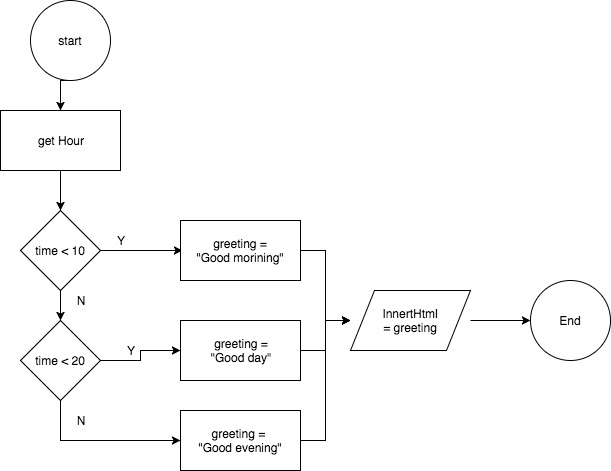 start
get Hour
time < 10
Y
greeting =
"Good morining"
N
InnertHtml
= greeting
End
time < 20
Y
greeting =
"Good day"
N
greeting =
"Good evening"